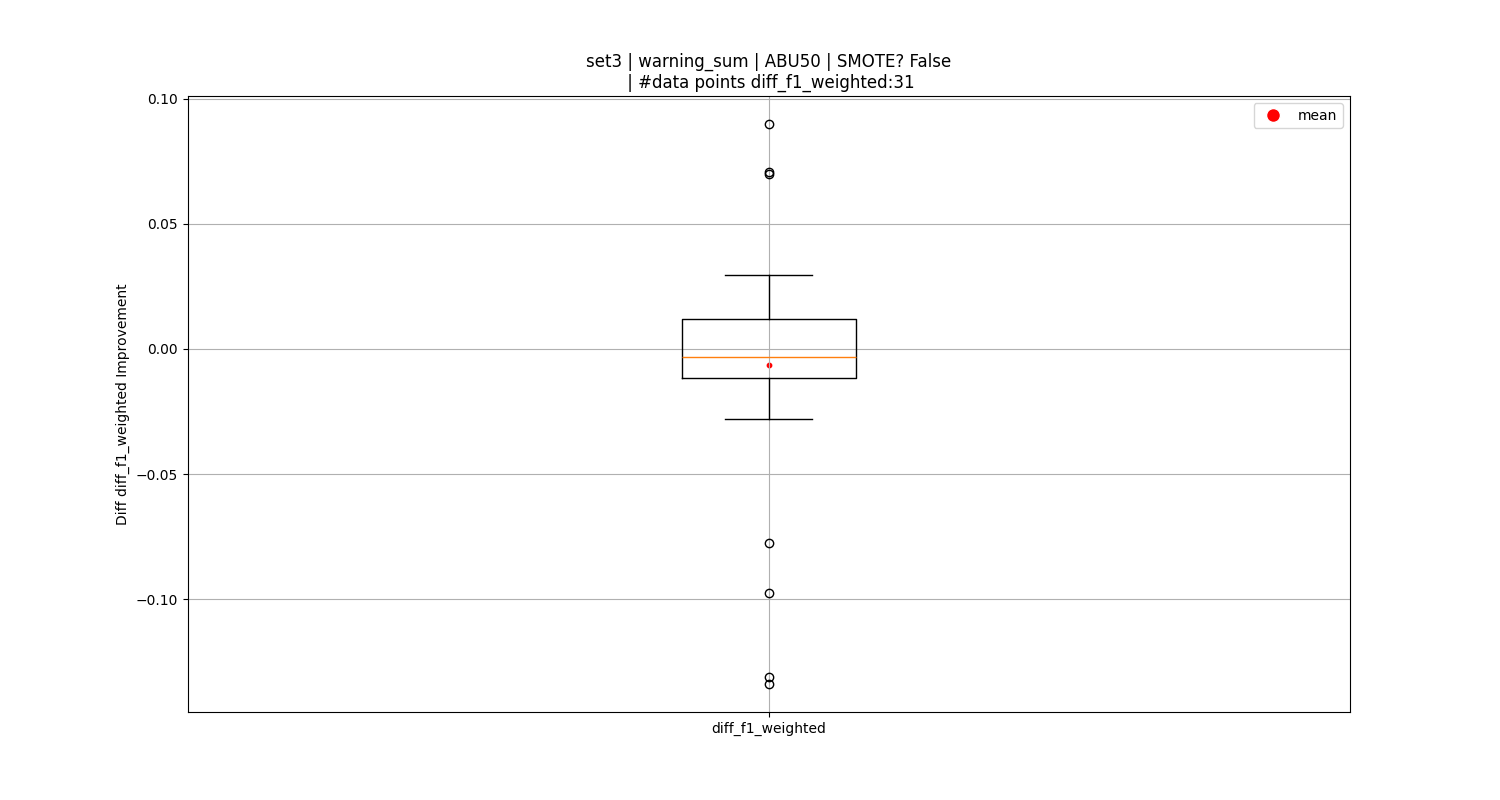 set3 | warning_sum | ABU50 | SMOTE? False
| #data points diff_f1_weighted:31
mean
0.10
0.05
0.00
−0.05
−0.10
Diff diff_f1_weighted Improvement
diff_f1_weighted